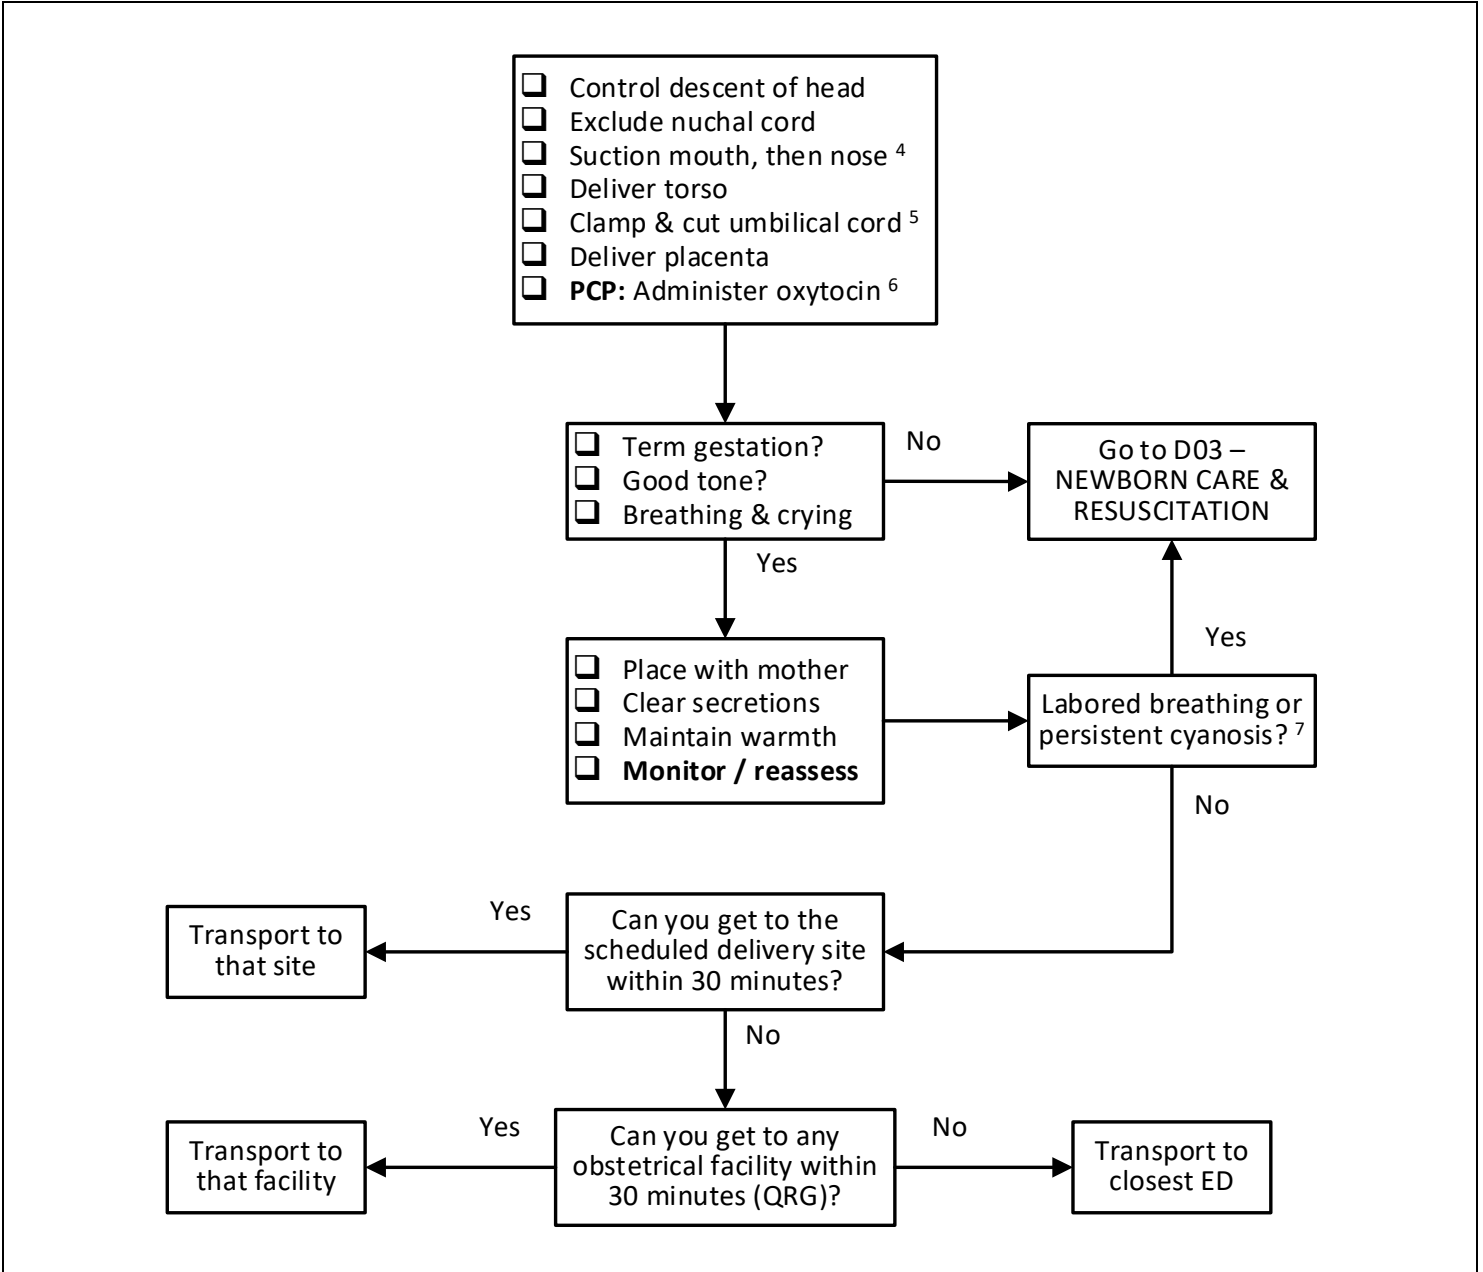 ❑ Control descent of head
❑ Exclude nuchal cord
❑ Suction mouth, then nose ⁴
❑ Deliver torso
❑ Clamp & cut umbilical cord ⁵
❑ Deliver placenta
❑ PCP: Administer oxytocin ⁶
❑ Term gestation?
❑ Good tone?
❑ Breathing & crying
No
Go to D03 –
NEWBORN CARE &
RESUSCITATION
Yes
❑ Place with mother
❑ Clear secretions
❑ Maintain warmth
❑ Monitor / reassess
Yes
Labored breathing or
persistent cyanosis? ⁷
No
Can you get to the
scheduled delivery site
within 30 minutes?
Yes
Transport to
that site
No
Can you get to any
obstetrical facility within
30 minutes (QRG)?
Yes
Transport to
that facility
No
Transport to
closest ED